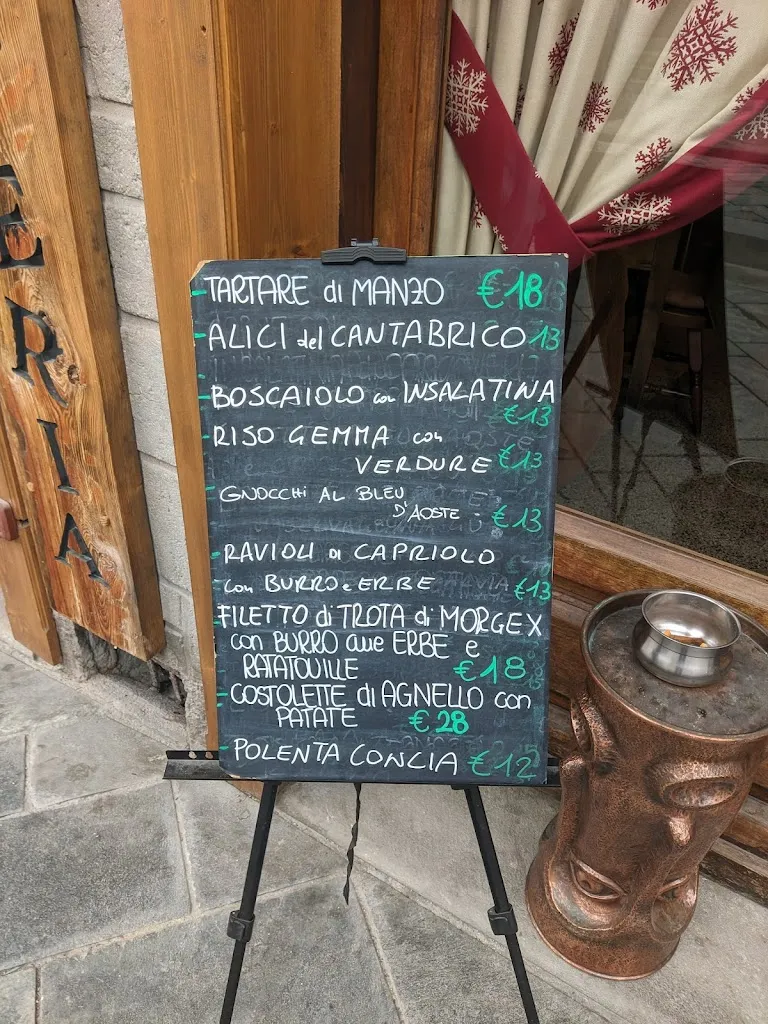 ERIA
- TARTARE di MANZO €18
- ALICI del CANTABRICO 13
- BOSCAIOLO con INSALATINA
€13
- RISO GEMMA con
VERDURE €13
- GNOCCHI AL BLEU
D'AOSTE - €13
- RAVIOLI DI CAPRIOLO
con BURRO e ERBE €13
- FILETTO di TROTA di MORGEX
con BURRO alle ERBE e
RATATOUILLE €18
- COSTOLETTE di AGNELLO con
PATATE €28
- POLENTA CONCIA €12